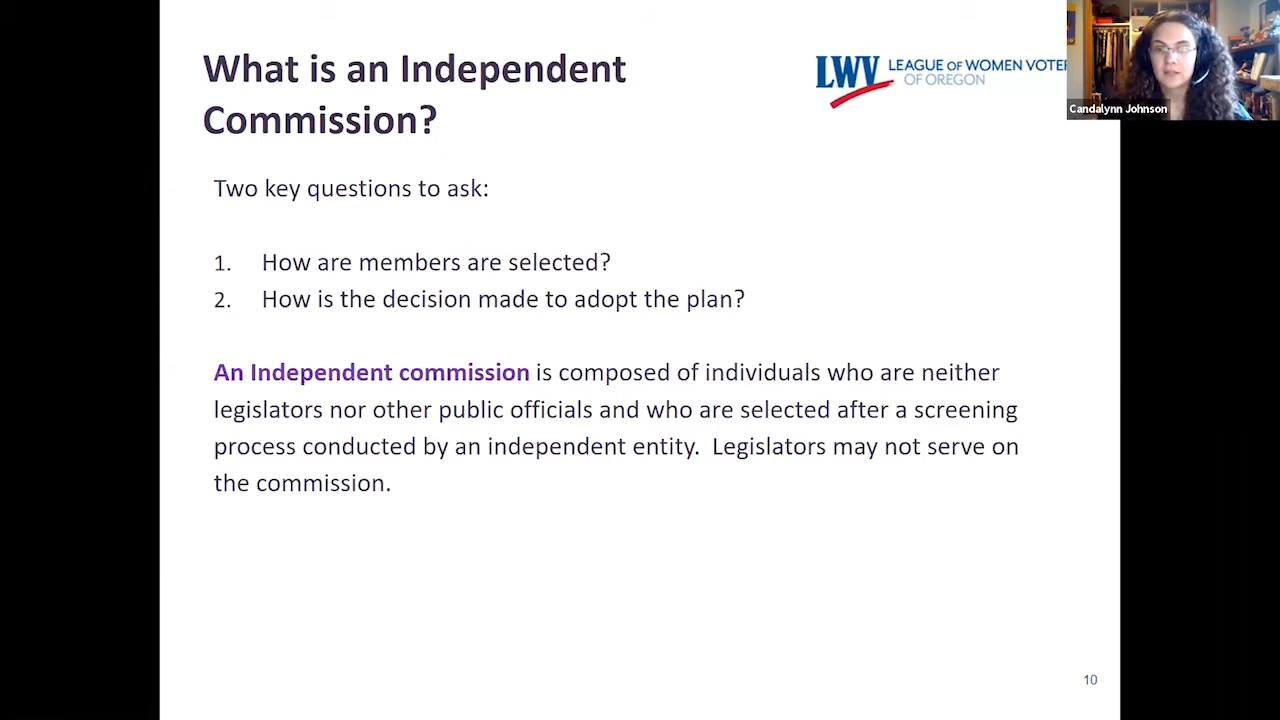 What is an Independent
Commission?
LWV LEAGUE OF WOMEN VOTER
OF OREGON
Candalynn Johnson
Two key questions to ask:
1. How are members are selected?
2. How is the decision made to adopt the plan?
An Independent commission is composed of individuals who are neither
legislators nor other public officials and who are selected after a screening
process conducted by an independent entity. Legislators may not serve on
the commission.
10